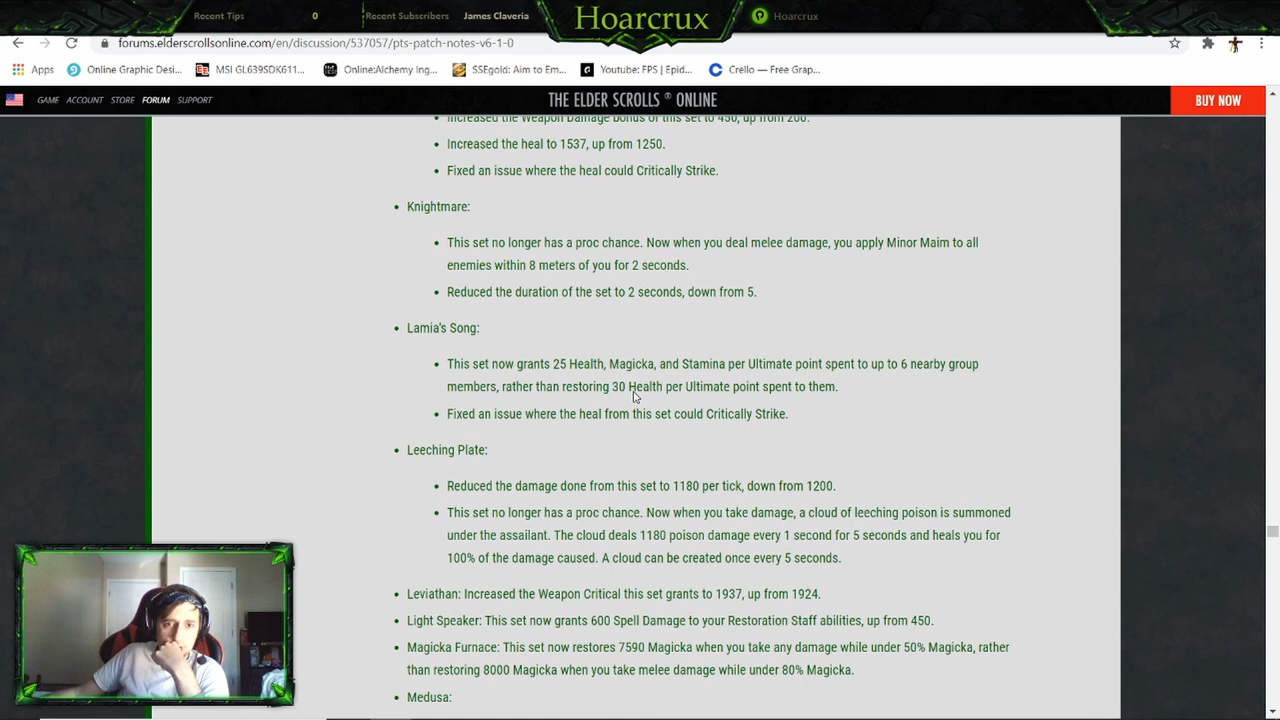 Recent Tips 0 Recent Subscribers James Claveria Hoarcrux Hoarcrux
forums.elderscrollsonline.com/en/discussion/537057/pts-patch-notes-v6-1-0
Apps Online Graphic Desi... MSI GL639SDK611... Online:Alchemy Ing... SSEgold: Aim to Em... Youtube: FPS | Epid... Crello — Free Grap...
GAME ACCOUNT STORE FORUM SUPPORT THE ELDER SCROLLS ® ONLINE BUY NOW
• Increased the Weapon Damage bonus of this set to 450, up from 200.
• Increased the heal to 1537, up from 1250.
• Fixed an issue where the heal could Critically Strike.
• Knightmare:
• This set no longer has a proc chance. Now when you deal melee damage, you apply Minor Maim to all
enemies within 8 meters of you for 2 seconds.
• Reduced the duration of the set to 2 seconds, down from 5.
• Lamia's Song:
• This set now grants 25 Health, Magicka, and Stamina per Ultimate point spent to up to 6 nearby group
members, rather than restoring 30 Health per Ultimate point spent to them.
• Fixed an issue where the heal from this set could Critically Strike.
• Leeching Plate:
• Reduced the damage done from this set to 1180 per tick, down from 1200.
• This set no longer has a proc chance. Now when you take damage, a cloud of leeching poison is summoned
under the assailant. The cloud deals 1180 poison damage every 1 second for 5 seconds and heals you for
100% of the damage caused. A cloud can be created once every 5 seconds.
• Leviathan: Increased the Weapon Critical this set grants to 1937, up from 1924.
• Light Speaker: This set now grants 600 Spell Damage to your Restoration Staff abilities, up from 450.
• Magicka Furnace: This set now restores 7590 Magicka when you take any damage while under 50% Magicka, rather
than restoring 8000 Magicka when you take melee damage while under 80% Magicka.
• Medusa: